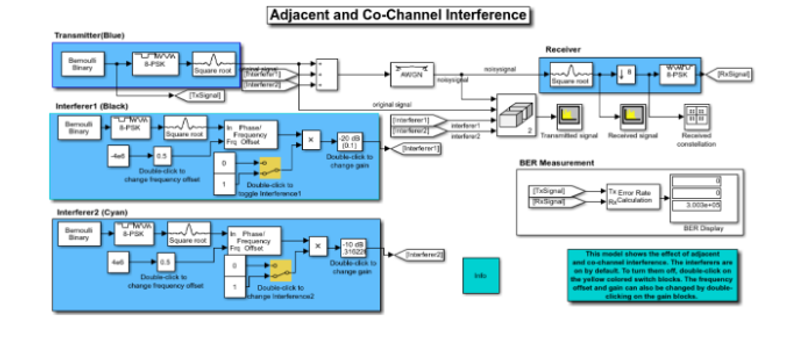 Adjacent and Co-Channel Interference
Transmitter(Blue)
Bernoulli
Binary
8-PSK
Square root
original signal
[Interferer1]
[Interferer2]
[TxSignal]
+
+
+
AWGN
noisysignal
noisysignal
original signal
[Interferer1]
[Interferer2]
interferer1
interferer2
2
Transmitted signal
Receiver
Square root
8
8-PSK
[RxSignal]
Received signal
Received
constellation
Interferer1 (Black)
Bernoulli
Binary
8-PSK
Square root
In Phase/
Frequency
Frq Offset
-4e6
0.5
Double-click to
change frequency offset
0
1
Double-click to
toggle Interference1
×
-20 dB
(0.1)
Double-click to
change gain
[Interferer1]
BER Measurement
[TxSignal]
[RxSignal]
Tx Error Rate
Rx Calculation
0
0
3.003e+05
BER Display
Interferer2 (Cyan)
Bernoulli
Binary
8-PSK
Square root
In Phase/
Frequency
Frq Offset
4e6
0.5
Double-click to
change frequency offset
0
1
Double-click to
change Interference2
×
-10 dB
.31622
Double-click to
change gain
[Interferer2]
Info
This model shows the effect of adjacent
and co-channel interference. The interferers are
on by default. To turn them off, double-click on
the yellow colored switch blocks. The frequency
offset and gain can also be changed by double-
clicking on the gain blocks.